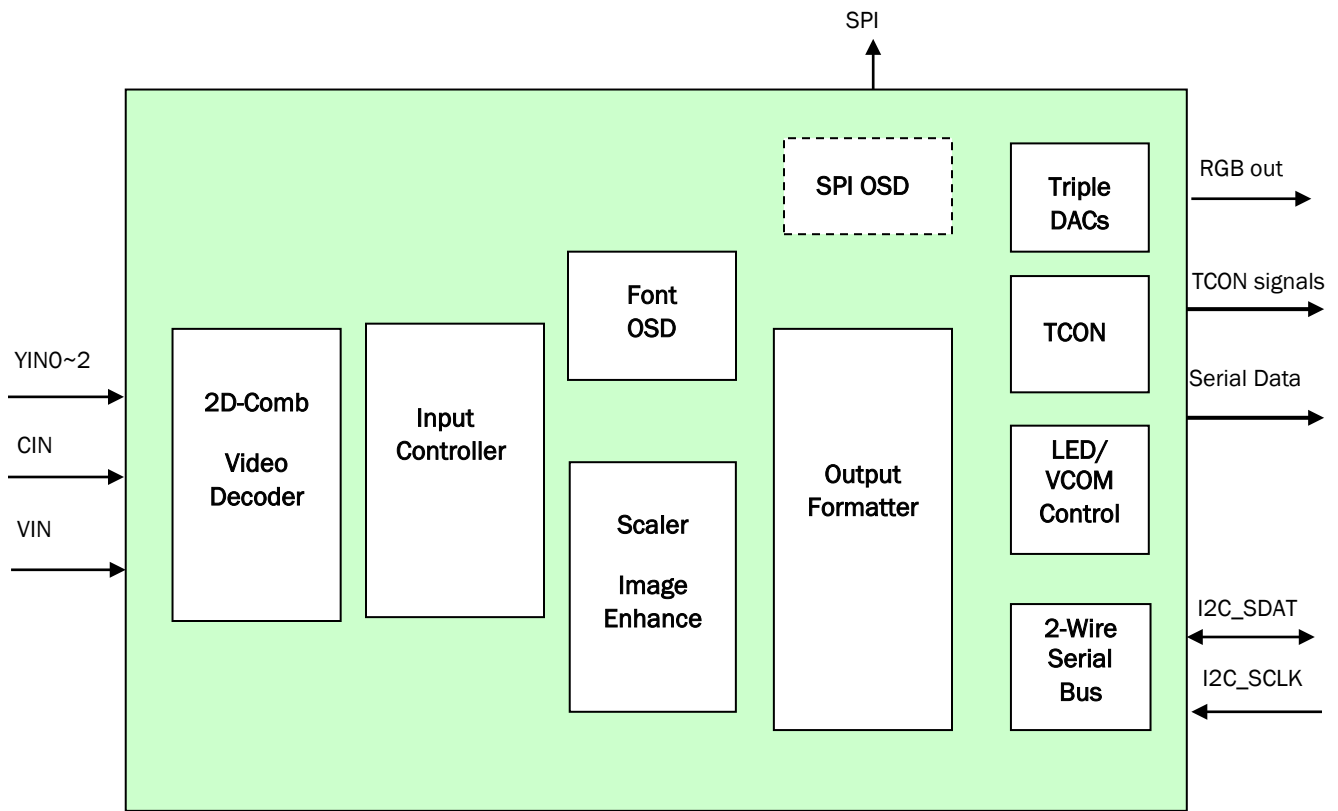 SPI
SPI OSD
Triple
DACs
RGB out
Font
OSD
TCON
TCON signals
YIN0~2
CIN
VIN
2D-Comb
Video
Decoder
Input
Controller
Scaler
Image
Enhance
Output
Formatter
Serial Data
LED/
VCOM
Control
2-Wire
Serial
Bus
I2C_SDAT
I2C_SCLK